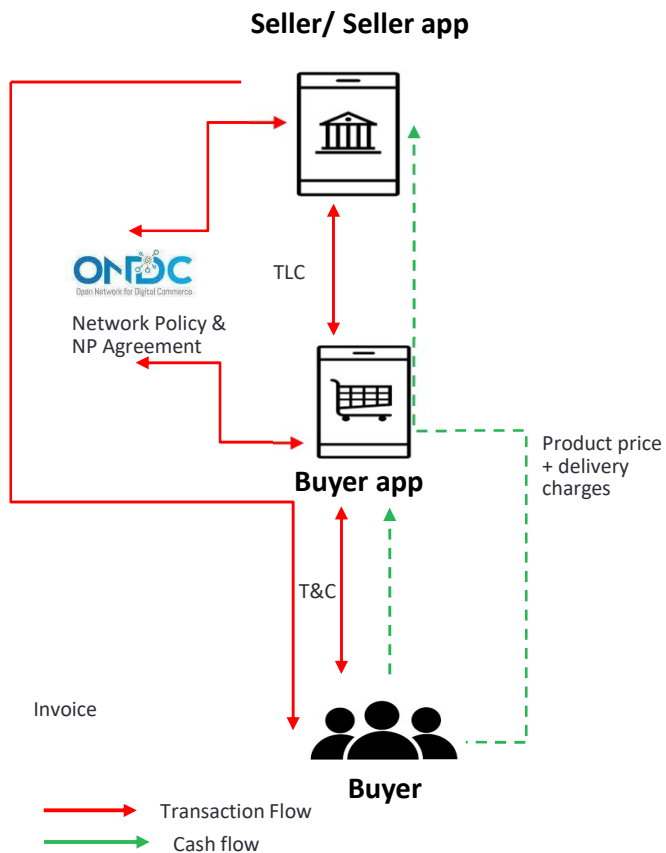 Seller/ Seller app
TLC
ONDC
Open Network for Digital Commerce
Network Policy &
NP Agreement
Product price
+ delivery
charges
Buyer app
T&C
Invoice
Buyer
Transaction Flow
Cash flow